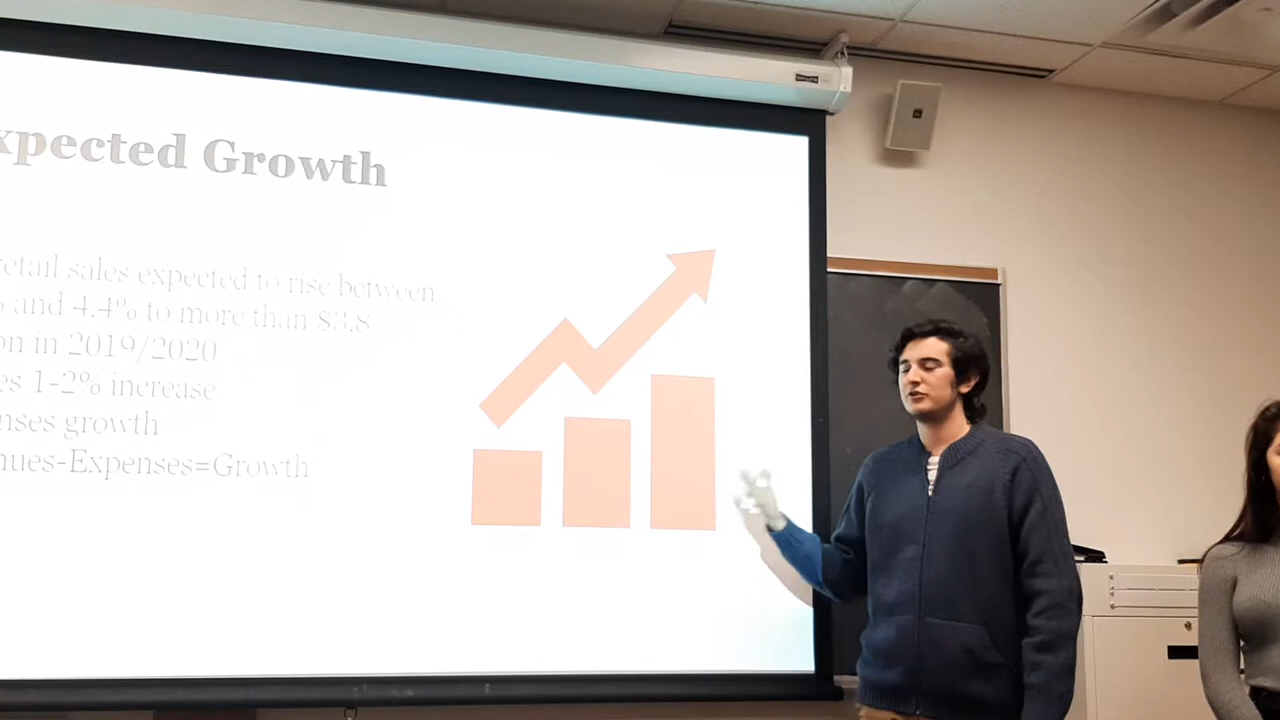 xpected Growth
retail sales expected to rise between
% and 4.4% to more than $3.8
on in 2019/2020
es 1-2% increase
nses growth
nues-Expenses=Growth